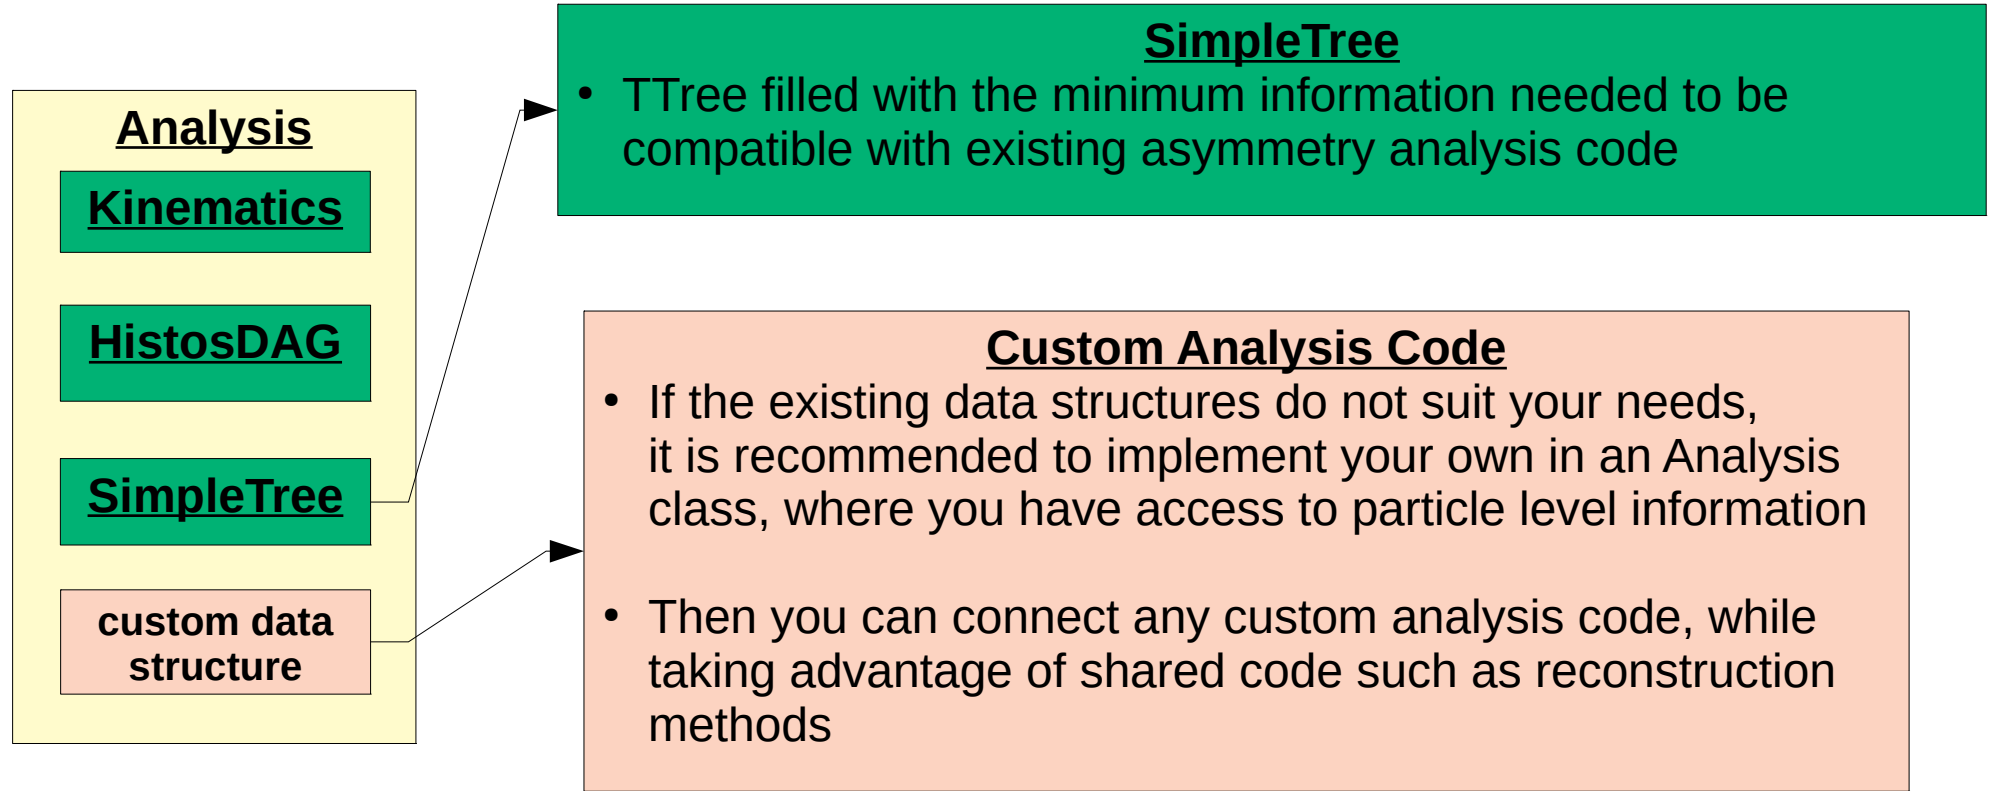 Analysis
Kinematics
HistosDAG
SimpleTree
custom data
structure
SimpleTree
• TTree filled with the minimum information needed to be
compatible with existing asymmetry analysis code
Custom Analysis Code
• If the existing data structures do not suit your needs,
it is recommended to implement your own in an Analysis
class, where you have access to particle level information
• Then you can connect any custom analysis code, while
taking advantage of shared code such as reconstruction
methods